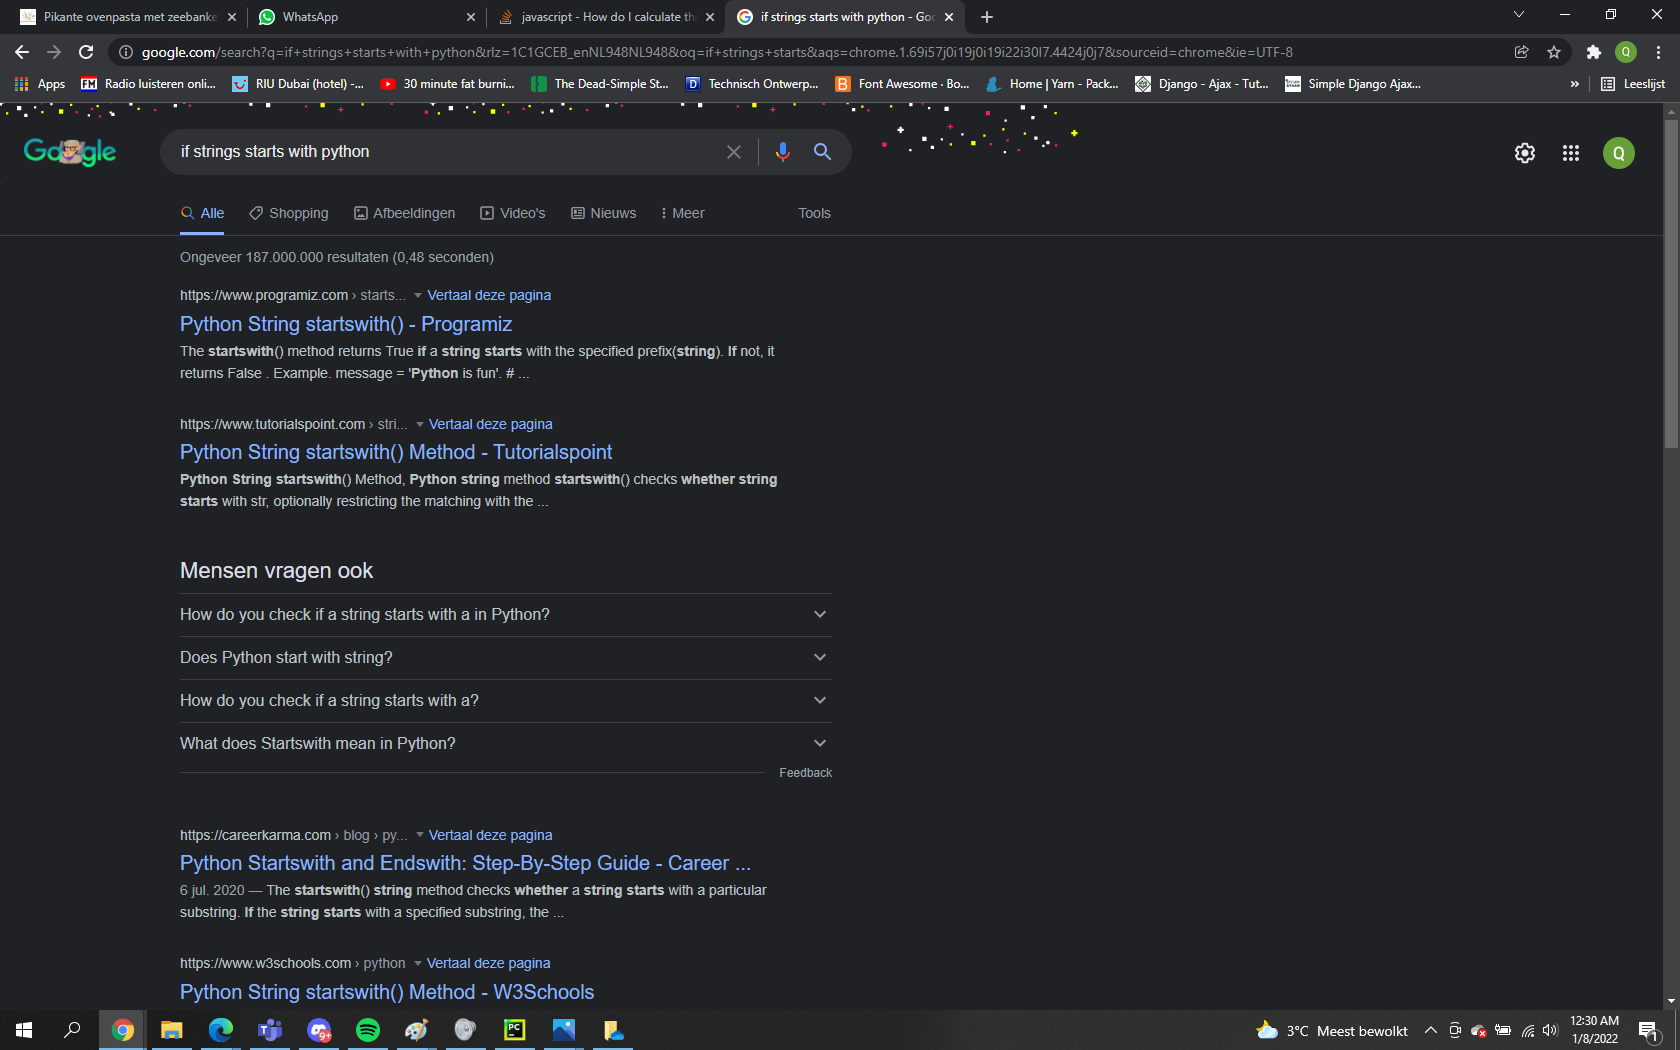 Pikante ovenpasta met zeebanke
WhatsApp
javascript - How do I calculate th
if strings starts with python - Goo
google.com/search?q=if+strings+starts+with+python&rlz=1C1GCEB_enNL948NL948&oq=if+strings+starts&aqs=chrome.1.69i57j0i19j0i19i22i30l7.4424j0j7&sourceid=chrome&ie=UTF-8
Q
Apps
FM Radio luisteren onli...
RIU Dubai (hotel) -...
30 minute fat burni...
The Dead-Simple St...
D Technisch Ontwerp...
B Font Awesome · Bo...
Home | Yarn - Pack...
Django - Ajax - Tut...
Simple Django Ajax...
»
Leeslijst
Google
if strings starts with python
Q
Alle
Shopping
Afbeeldingen
Video's
Nieuws
Meer
Tools
Ongeveer 187.000.000 resultaten (0,48 seconden)
https://www.programiz.com › starts... Vertaal deze pagina
Python String startswith() - Programiz
The startswith() method returns True if a string starts with the specified prefix(string). If not, it
returns False . Example. message = 'Python is fun'. # ...
https://www.tutorialspoint.com › stri... Vertaal deze pagina
Python String startswith() Method - Tutorialspoint
Python String startswith() Method, Python string method startswith() checks whether string
starts with str, optionally restricting the matching with the ...
Mensen vragen ook
How do you check if a string starts with a in Python?
Does Python start with string?
How do you check if a string starts with a?
What does Startswith mean in Python?
Feedback
https://careerkarma.com › blog › py... Vertaal deze pagina
Python Startswith and Endswith: Step-By-Step Guide - Career ...
6 jul. 2020 — The startswith() string method checks whether a string starts with a particular
substring. If the string starts with a specified substring, the ...
https://www.w3schools.com › python Vertaal deze pagina
Python String startswith() Method - W3Schools
9+
PC
3°C Meest bewolkt
12:30 AM
1/8/2022
1